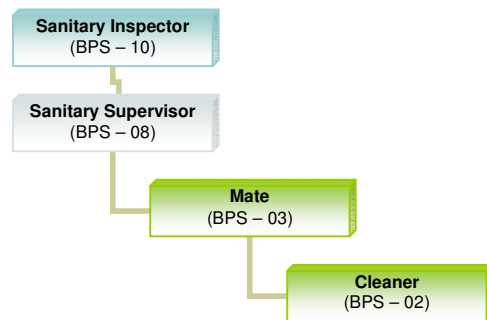 Sanitary Inspector
(BPS – 10)
Sanitary Supervisor
(BPS – 08)
Mate
(BPS – 03)
Cleaner
(BPS – 02)